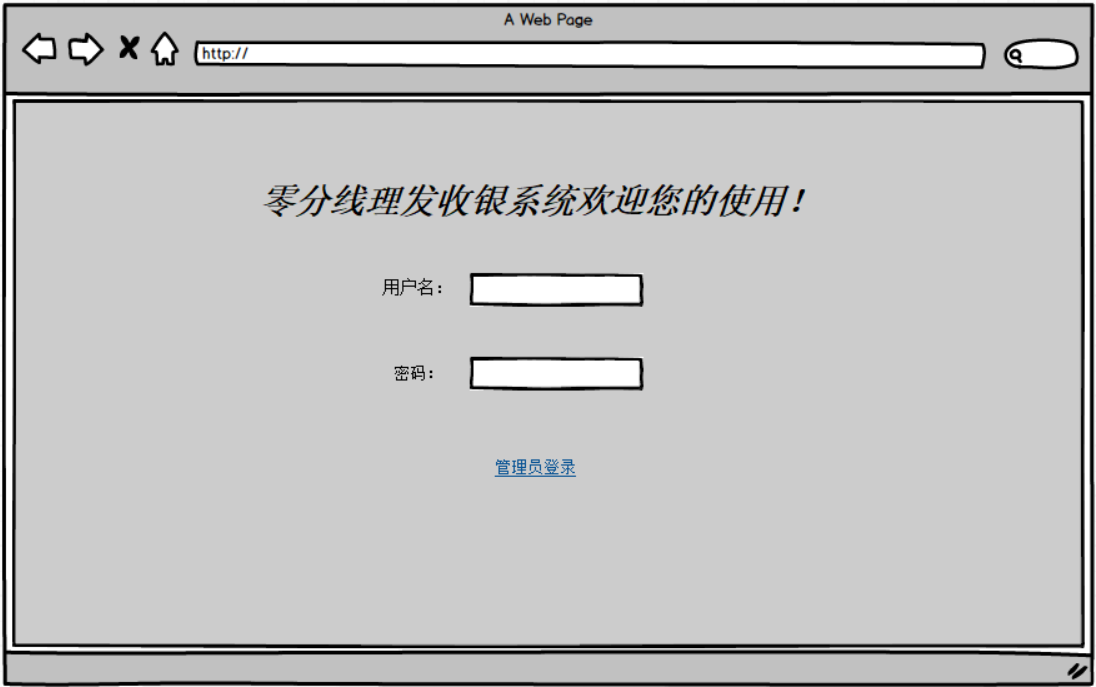 A Web Page
http://
零分线理发收银系统欢迎您的使用！
用户名：
密码：
管理员登录